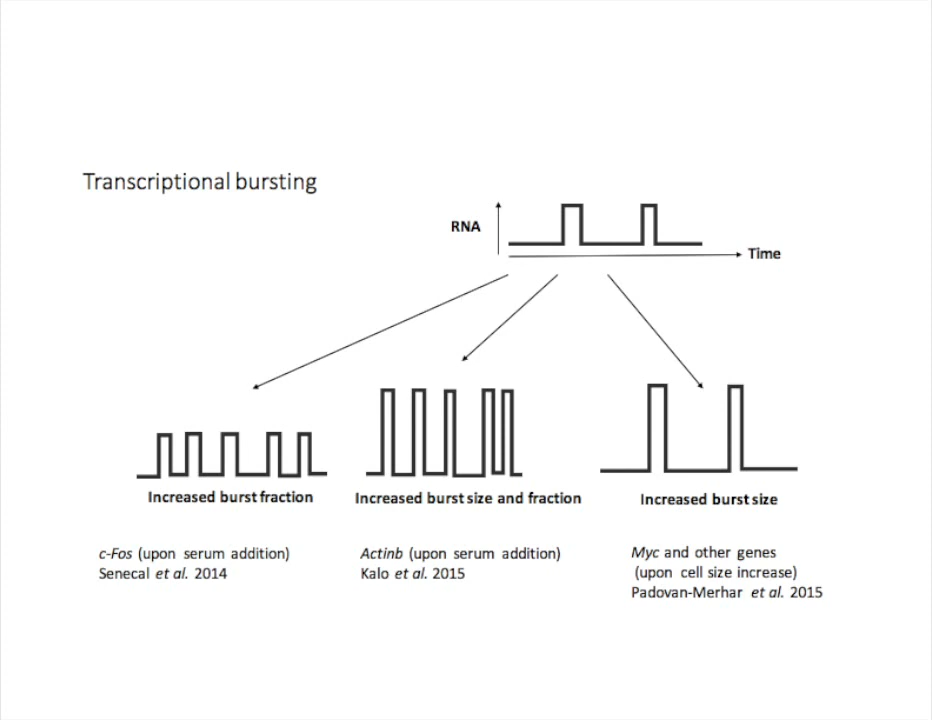 Transcriptional bursting
RNA
Time
Increased burst fraction
Increased burst size and fraction
Increased burst size
c-Fos (upon serum addition)
Senecal et al. 2014
Actinb (upon serum addition)
Kalo et al. 2015
Myc and other genes
(upon cell size increase)
Padovan-Merhar et al. 2015